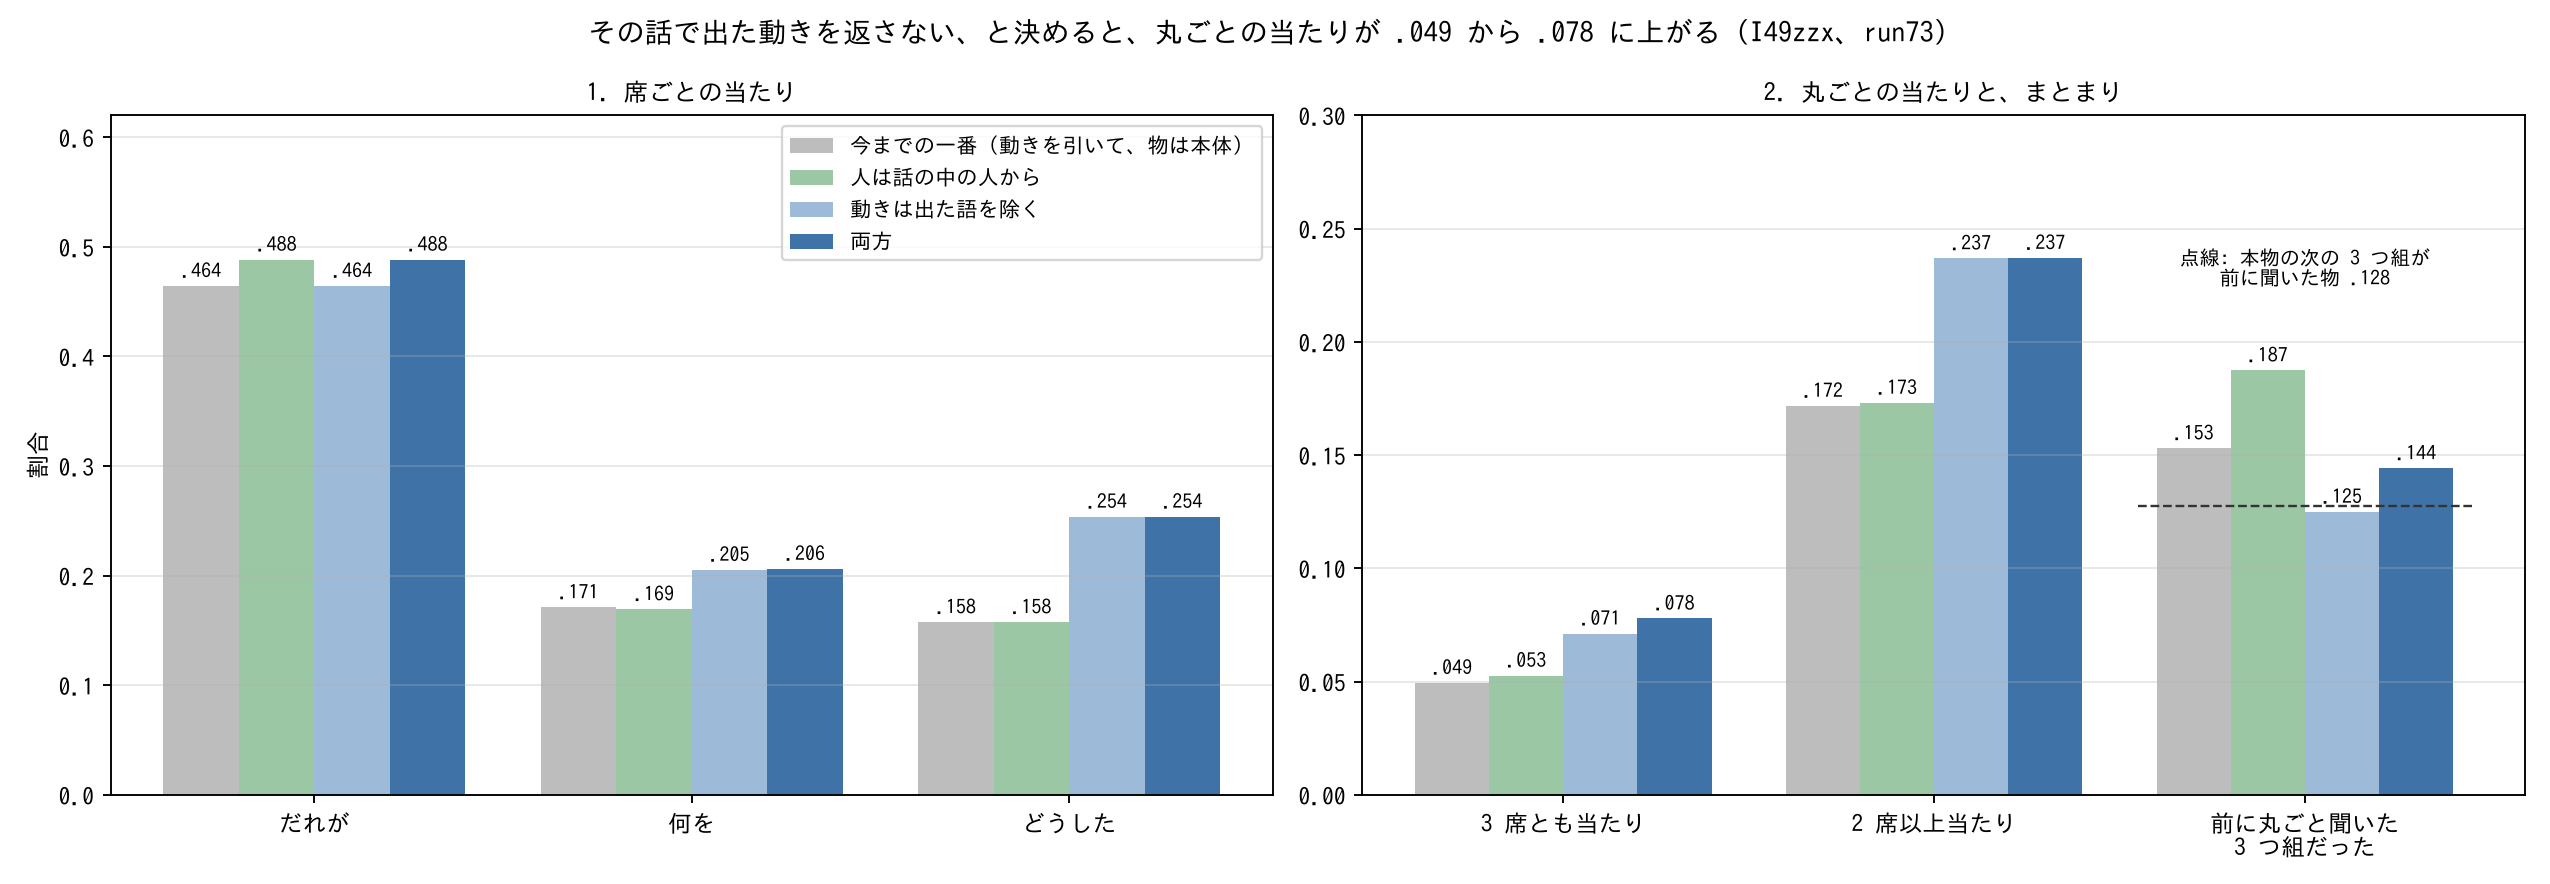 その話で出た動きを返さない、と決めると、丸ごとの当たりが .049 から .078 に上がる（I49zzx、run73）
1. 席ごとの当たり
割合
0.6
0.5
0.4
0.3
0.2
0.1
0.0
今までの一番（動きを引いて、物は本体）
人は話の中の人から
動きは出た語を除く
両方
.464
.488
.464
.488
.171
.169
.205
.206
.158
.158
.254
.254
だれが
何を
どうした
2. 丸ごとの当たりと、まとまり
0.30
0.25
0.20
0.15
0.10
0.05
0.00
点線: 本物の次の 3 つ組が
前に聞いた物 .128
.049
.053
.071
.078
.172
.173
.237
.237
.153
.187
.125
.144
3 席とも当たり
2 席以上当たり
前に丸ごと聞いた
3 つ組だった